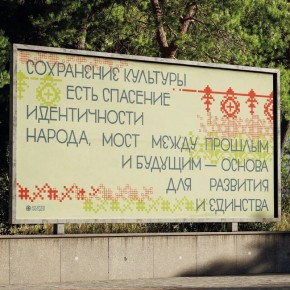 СОХРАНЕНИЕ КУЛЬТУРЫ
ЕСТЬ СПАСЕНИЕ
ИДЕНТИЧНОСТИ
НАРОДА, МОСТ МЕЖДУ ПРОШЛЫМ
И БУДУЩИМ — ОСНОВА
ДЛЯ РАЗВИТИЯ
И ЕДИНСТВА